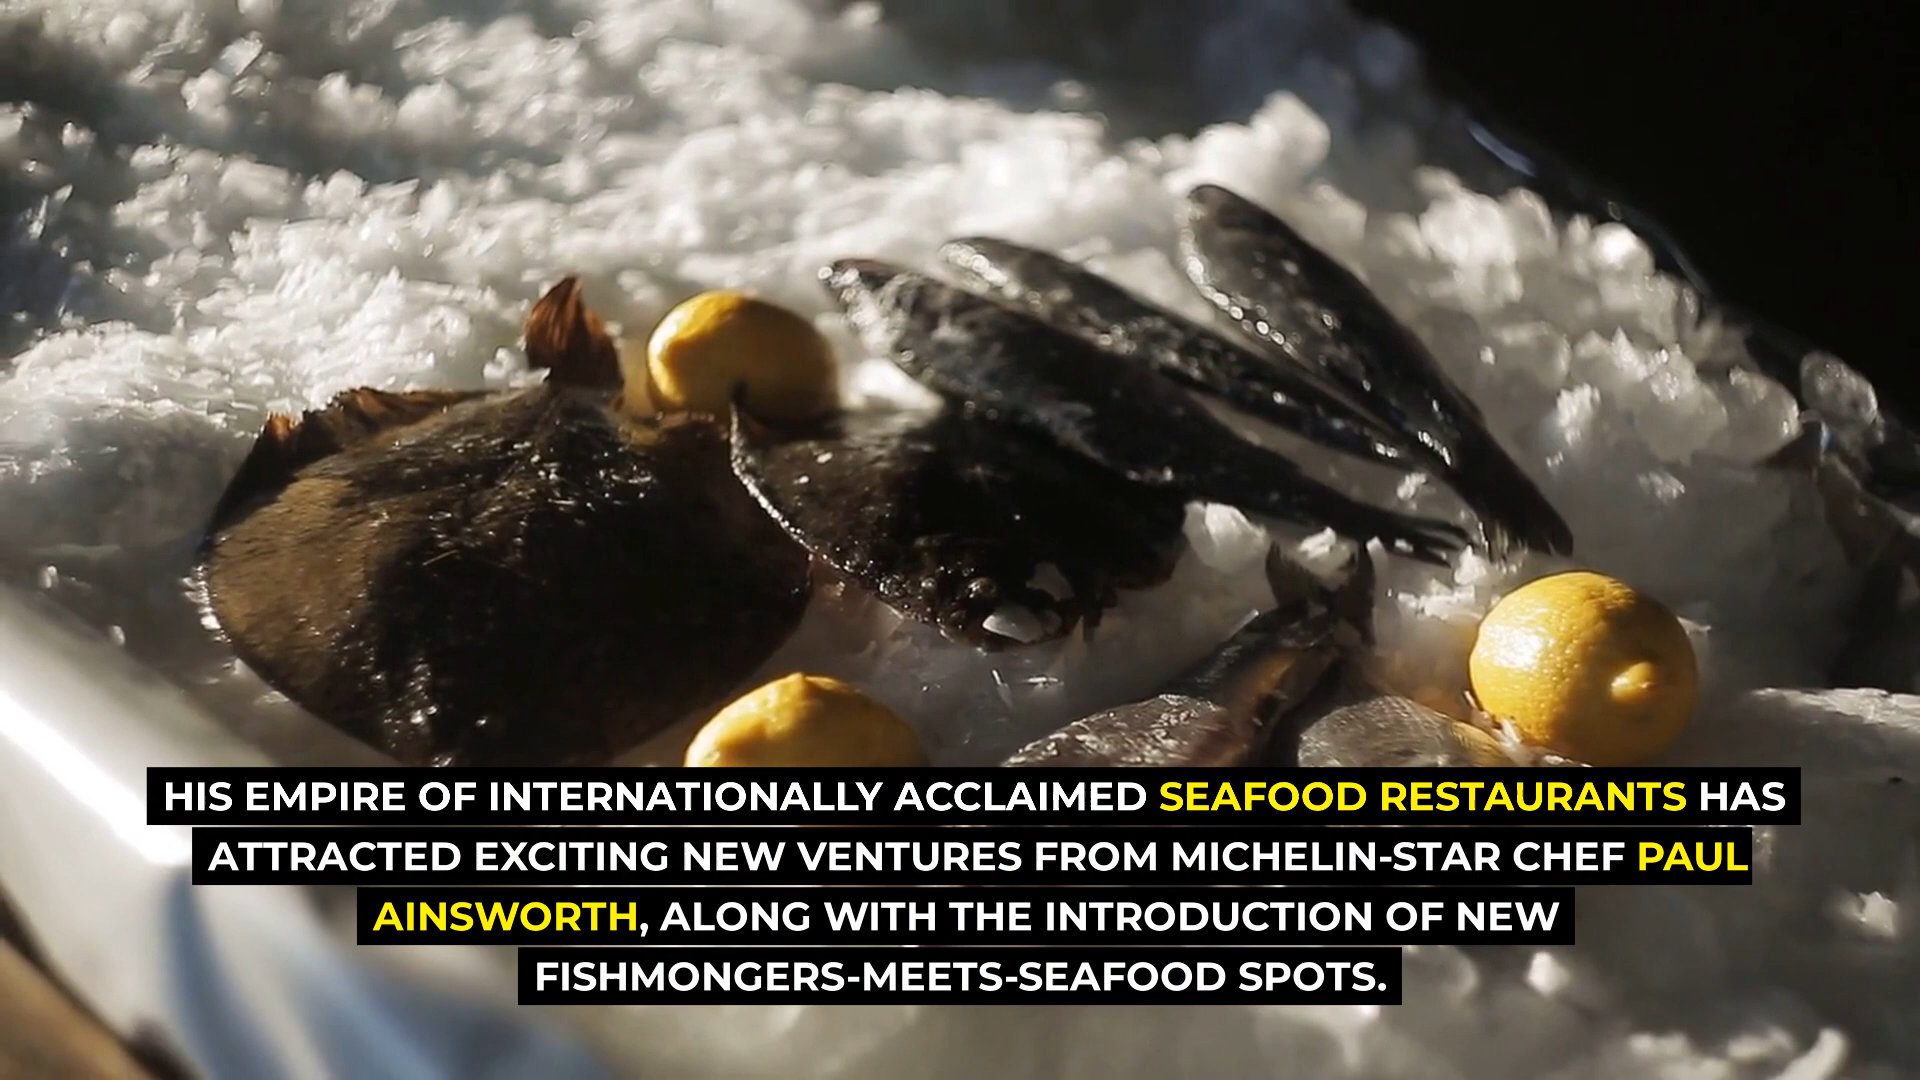 HIS EMPIRE OF INTERNATIONALLY ACCLAIMED SEAFOOD RESTAURANTS HAS
ATTRACTED EXCITING NEW VENTURES FROM MICHELIN-STAR CHEF PAUL
AINSWORTH, ALONG WITH THE INTRODUCTION OF NEW
FISHMONGERS-MEETS-SEAFOOD SPOTS.